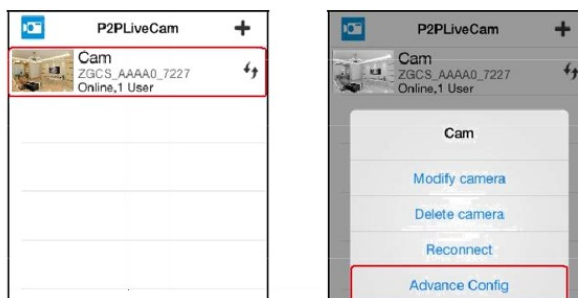 P2PLiveCam +
Cam
ZGCS_AAAA0_7227
Online,1 User
P2PLiveCam +
Cam
ZGCS_AAAA0_7227
Online,1 User
Cam
Modify camera
Delete camera
Reconnect
Advance Config